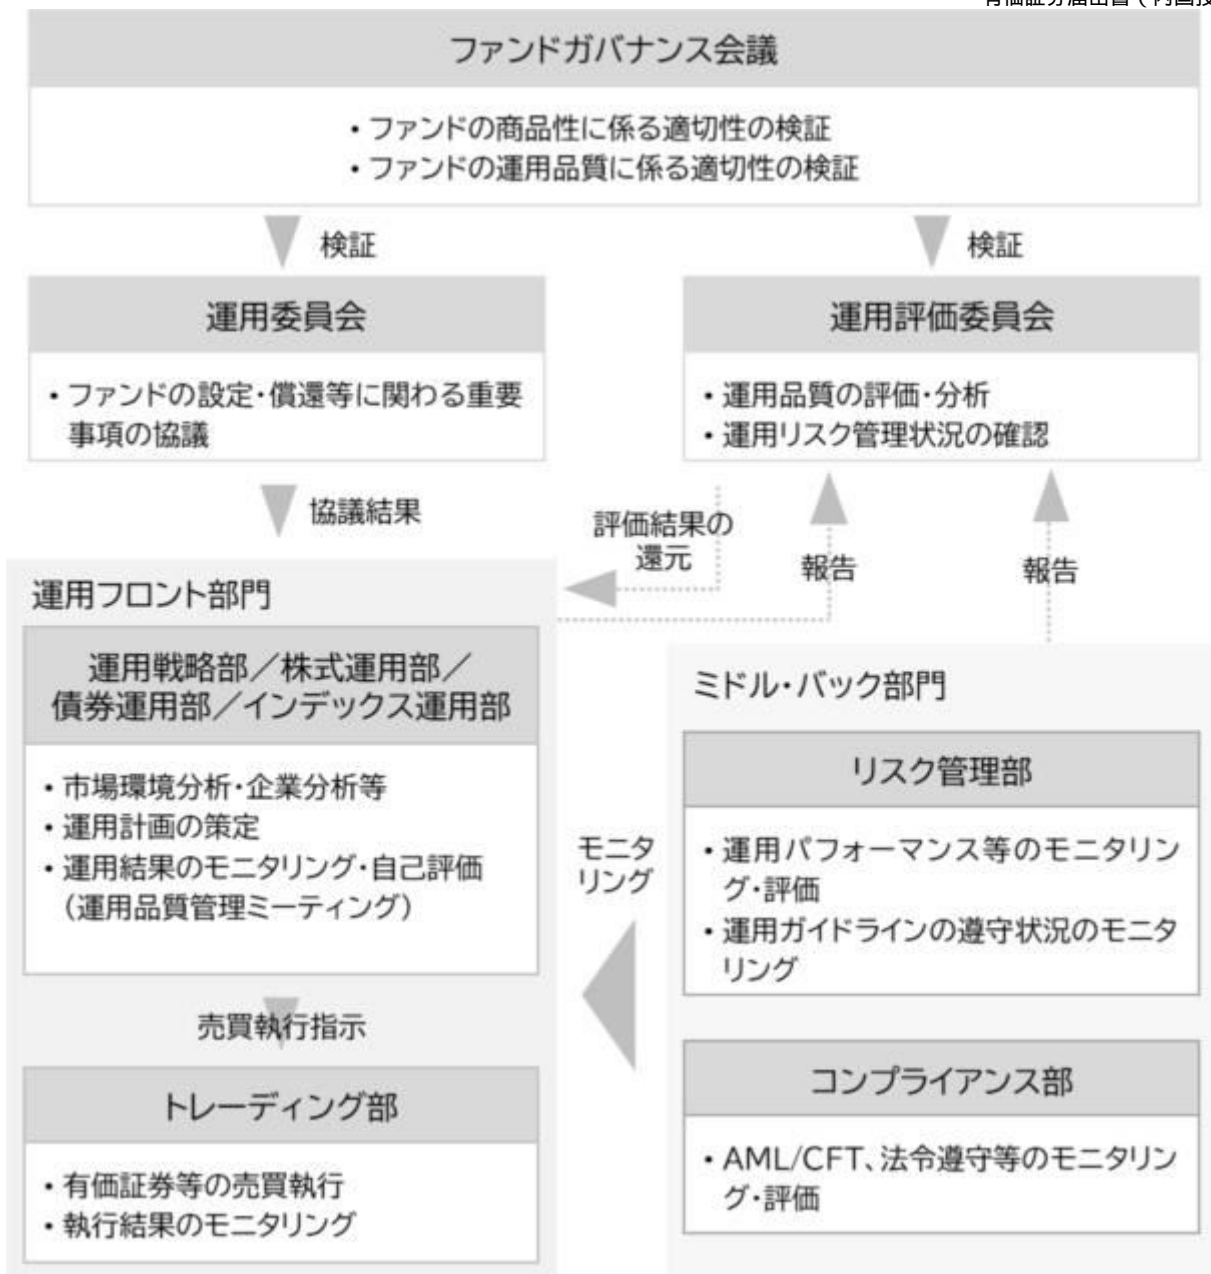 ファンドガバナンス会議
・ファンドの商品性に係る適切性の検証
・ファンドの運用品質に係る適切性の検証
検証
検証
運用委員会
・ファンドの設定・償還等に関わる重要
事項の協議
運用評価委員会
・運用品質の評価・分析
・運用リスク管理状況の確認
協議結果
評価結果の
還元
報告
報告
運用フロント部門
運用戦略部／株式運用部／
債券運用部／インデックス運用部
・市場環境分析・企業分析等
・運用計画の策定
・運用結果のモニタリング・自己評価
（運用品質管理ミーティング）
売買執行指示
トレーディング部
・有価証券等の売買執行
・執行結果のモニタリング
モニタ
リング
ミドル・バック部門
リスク管理部
・運用パフォーマンス等のモニタリン
グ・評価
・運用ガイドラインの遵守状況のモニタ
リング
コンプライアンス部
・AML/CFT、法令遵守等のモニタリン
グ・評価